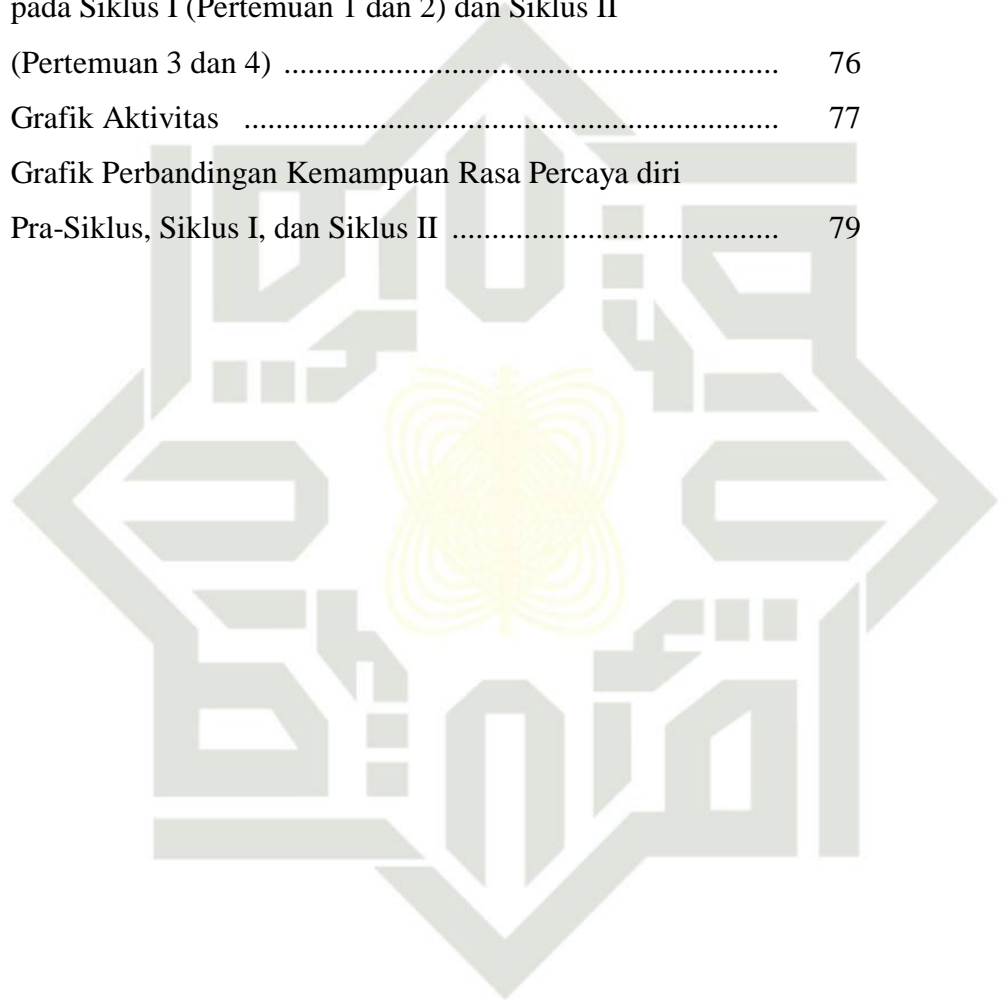 pada Siklus I (Pertemuan 1 dan 2) dan Siklus II
(Pertemuan 3 dan 4) .............................................................. 76
Grafik Aktivitas ................................................................... 77
Grafik Perbandingan Kemampuan Rasa Percaya diri
Pra-Siklus, Siklus I, dan Siklus II ......................................... 79